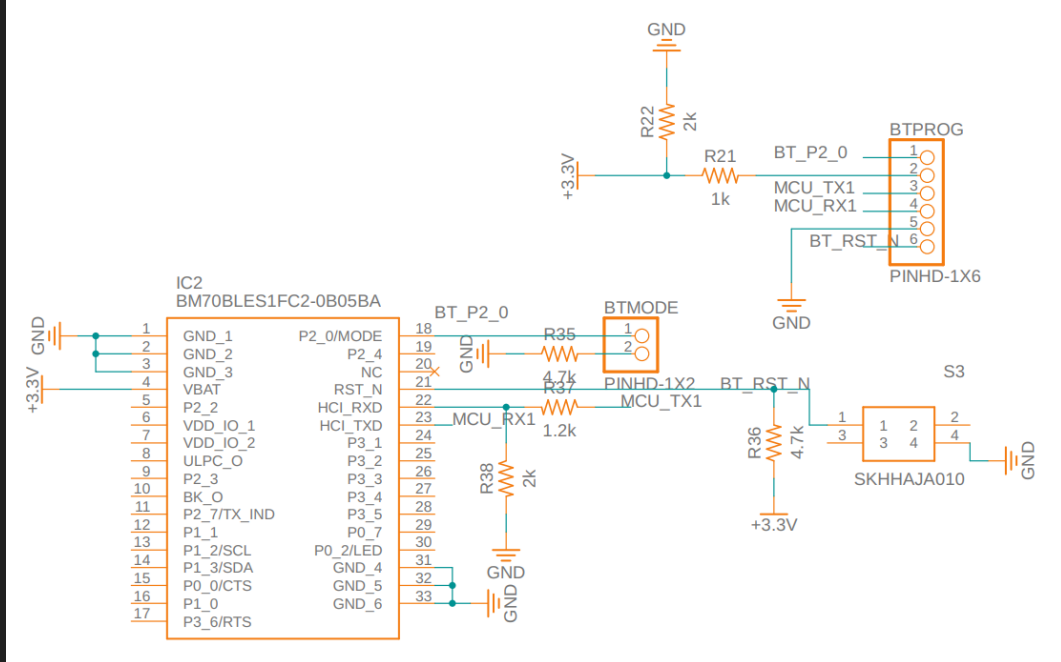 GND
R22
2k
+3.3V
R21
1k
BTPROG
BT_P2_0
MCU_TX1
MCU_RX1
BT_RST_N
1
2
3
4
5
6
PINHD-1X6
GND
IC2
BM70BLES1FC2-0B05BA
GND
+3.3V
1 GND_1
2 GND_2
3 GND_3
4 VBAT
5 P2_2
6 VDD_IO_1
7 VDD_IO_2
8 ULPC_O
9 P2_3
10 BK_O
11 P2_7/TX_IND
12 P1_1
13 P1_2/SCL
14 P1_3/SDA
15 P0_0/CTS
16 P1_0
17 P3_6/RTS
P2_0/MODE 18
P2_4 19
NC 20
RST_N 21
HCI_RXD 22
HCI_TXD 23
P3_1 24
P3_2 25
P3_3 26
P3_4 27
P3_5 28
P0_7 29
P0_2/LED 30
GND_4 31
GND_5 32
GND_6 33
BT_P2_0
GND
R35
4.7k
BTMODE
1
2
PINHD-1X2
BT_RST_N
R37
1.2k
MCU_TX1
MCU_RX1
R38
2k
GND
GND
R36
4.7k
+3.3V
S3
1 1 2 2
3 3 4 4
SKHHAJA010
GND